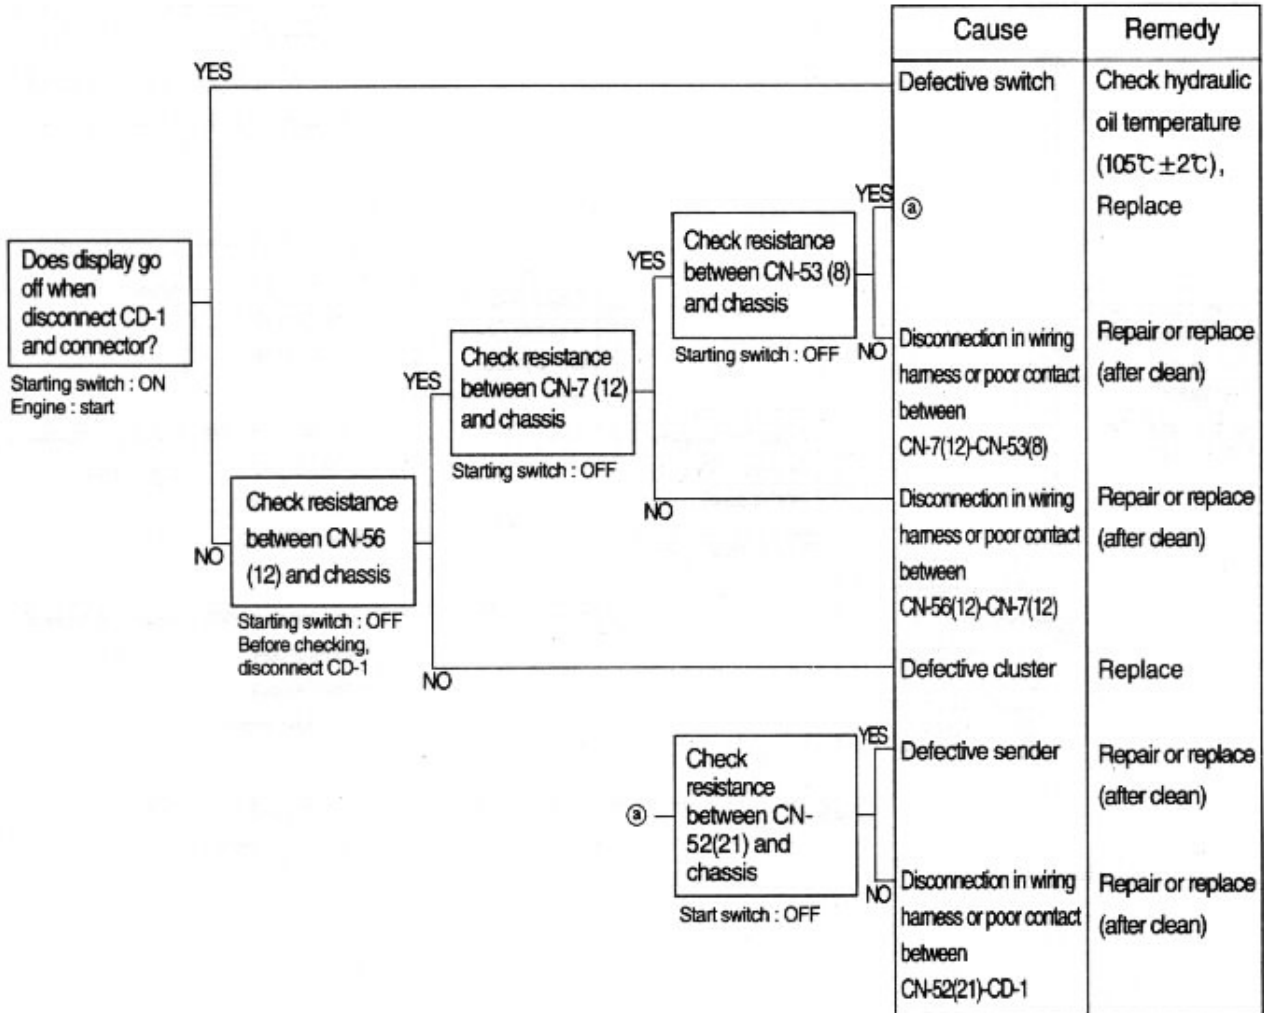 Cause
Remedy
YES
Defective switch
Check hydraulic
oil temperature
(105℃ ±2℃),
Replace
Does display go
off when
disconnect CD-1
and connector?
Starting switch : ON
Engine : start
NO
Check resistance
between CN-56
(12) and chassis
Starting switch : OFF
Before checking,
disconnect CD-1
YES
Check resistance
between CN-7 (12)
and chassis
Starting switch : OFF
YES
Check resistance
between CN-53 (8)
and chassis
Starting switch : OFF
YES
ⓐ
NO
Disconnection in wiring
harness or poor contact
between
CN-7(12)-CN-53(8)
Repair or replace
(after clean)
NO
Disconnection in wiring
harness or poor contact
between
CN-56(12)-CN-7(12)
Repair or replace
(after clean)
NO
Defective cluster
Replace
ⓐ
Check
resistance
between CN-
52(21) and
chassis
Start switch : OFF
YES
Defective sender
Repair or replace
(after clean)
NO
Disconnection in wiring
harness or poor contact
between
CN-52(21)-CD-1
Repair or replace
(after clean)